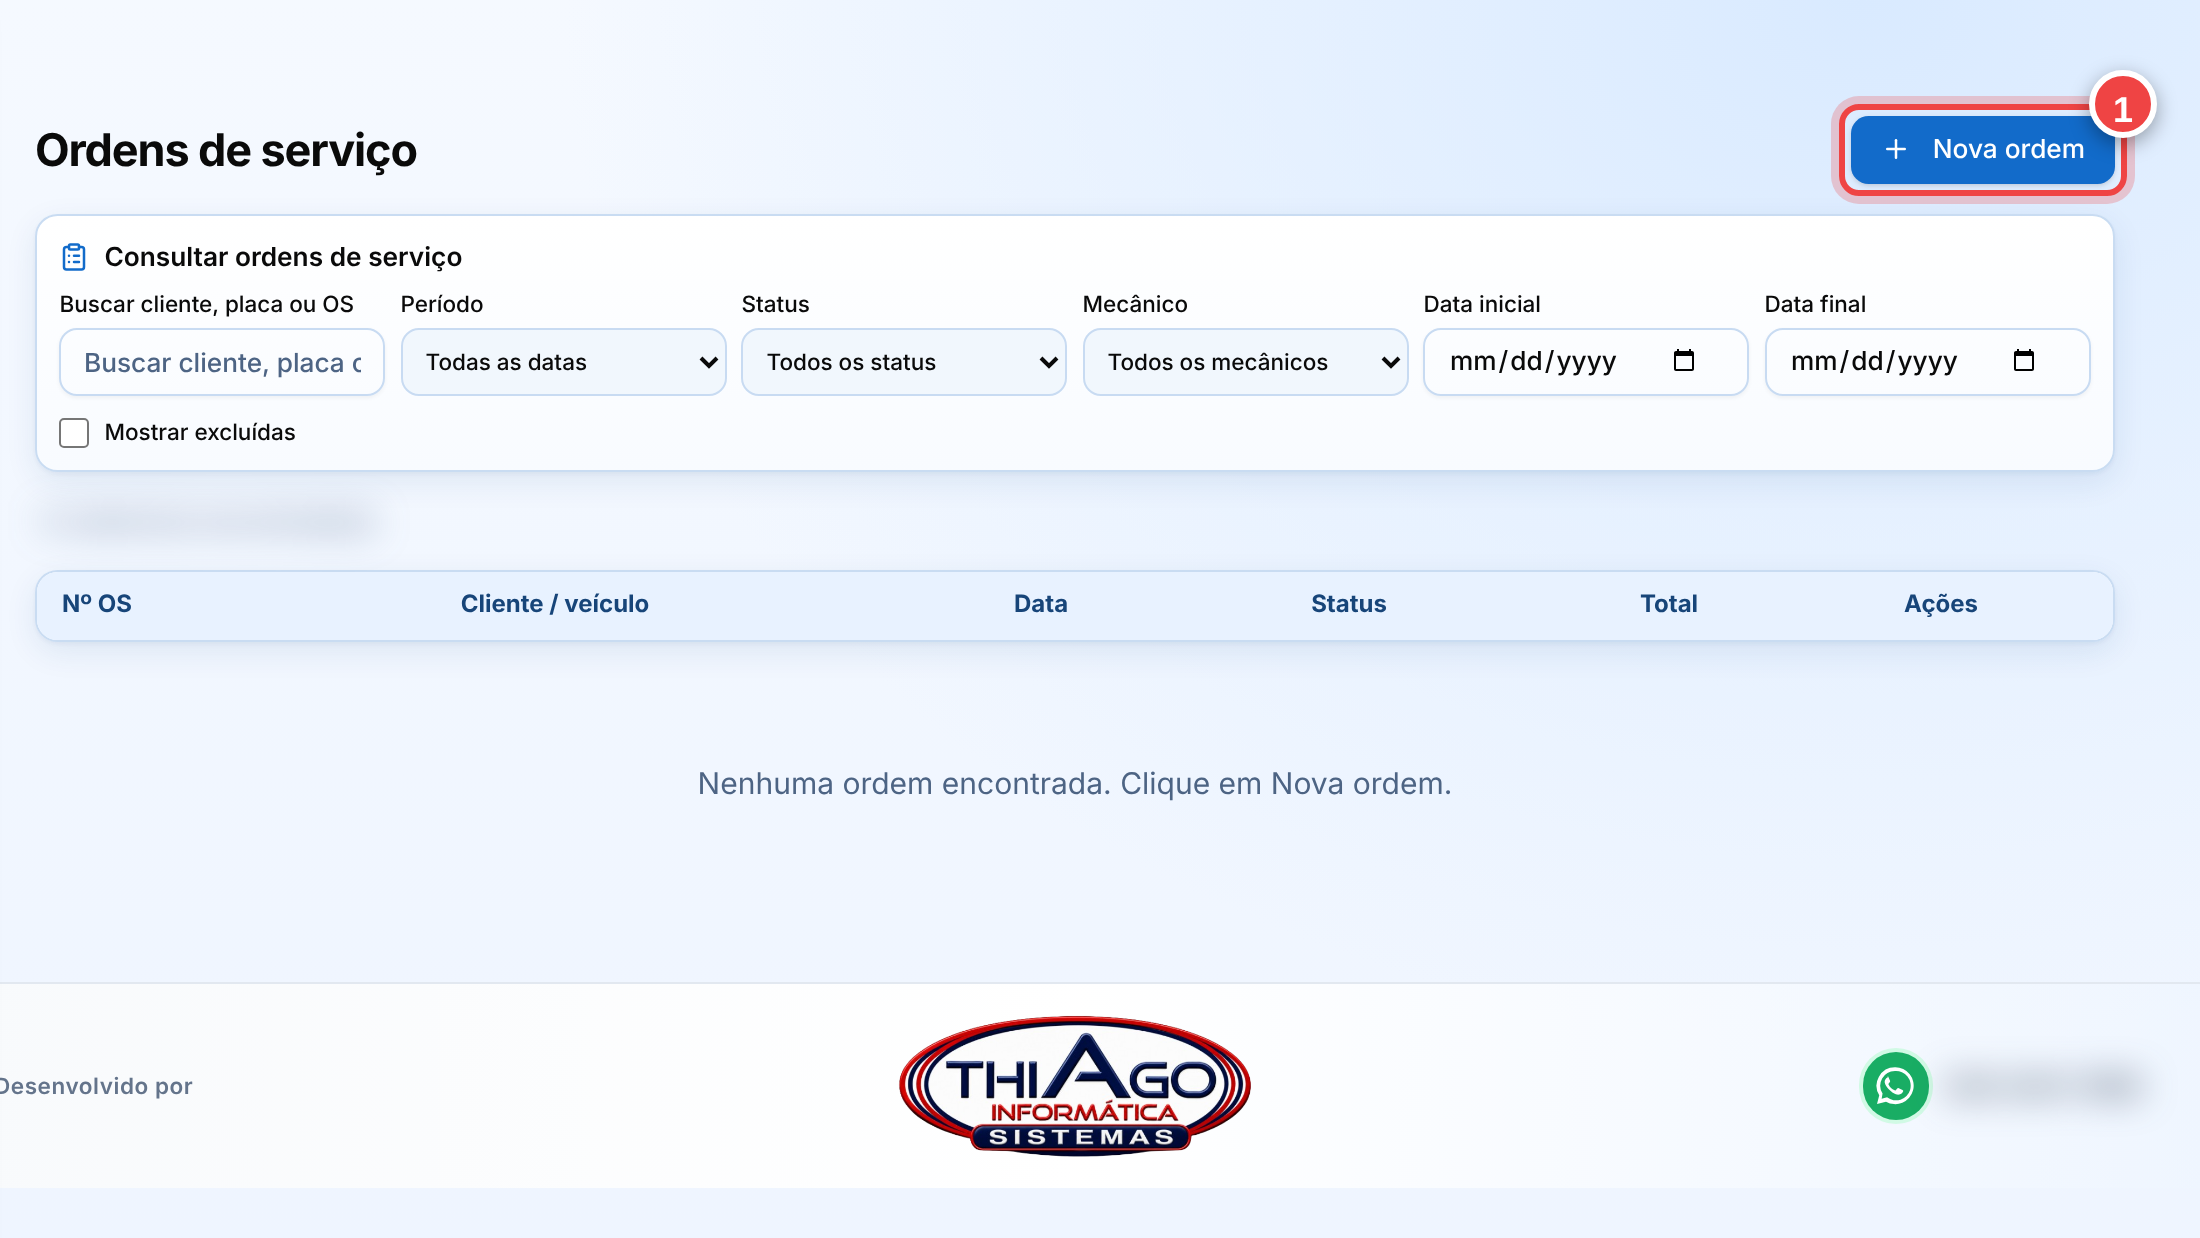 1
Ordens de serviço
+ Nova ordem
Consultar ordens de serviço
Buscar cliente, placa ou OS
Período
Status
Mecânico
Data inicial
Data final
Buscar cliente, placa
Todas as datas
Todos os status
Todos os mecânicos
mm/dd/yyyy
mm/dd/yyyy
Mostrar excluídas
Nº OS
Cliente / veículo
Data
Status
Total
Ações
Nenhuma ordem encontrada. Clique em Nova ordem.
Desenvolvido por
THIAGO
INFORMÁTICA
SISTEMAS